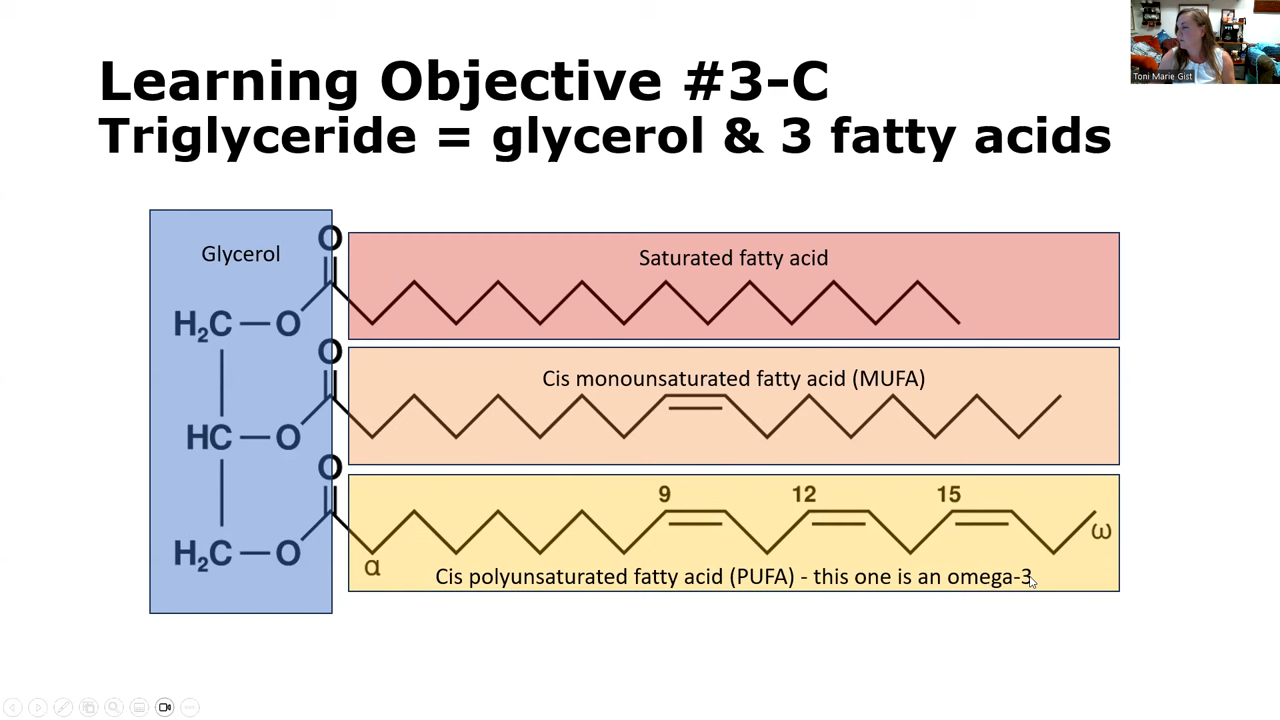 Learning Objective #3-C
Triglyceride = glycerol & 3 fatty acids
Toni Marie Gist
Glycerol
O
Saturated fatty acid
H₂C — O
O
Cis monounsaturated fatty acid (MUFA)
HC — O
O
9 12 15
H₂C — O
α
ω
Cis polyunsaturated fatty acid (PUFA) - this one is an omega-3